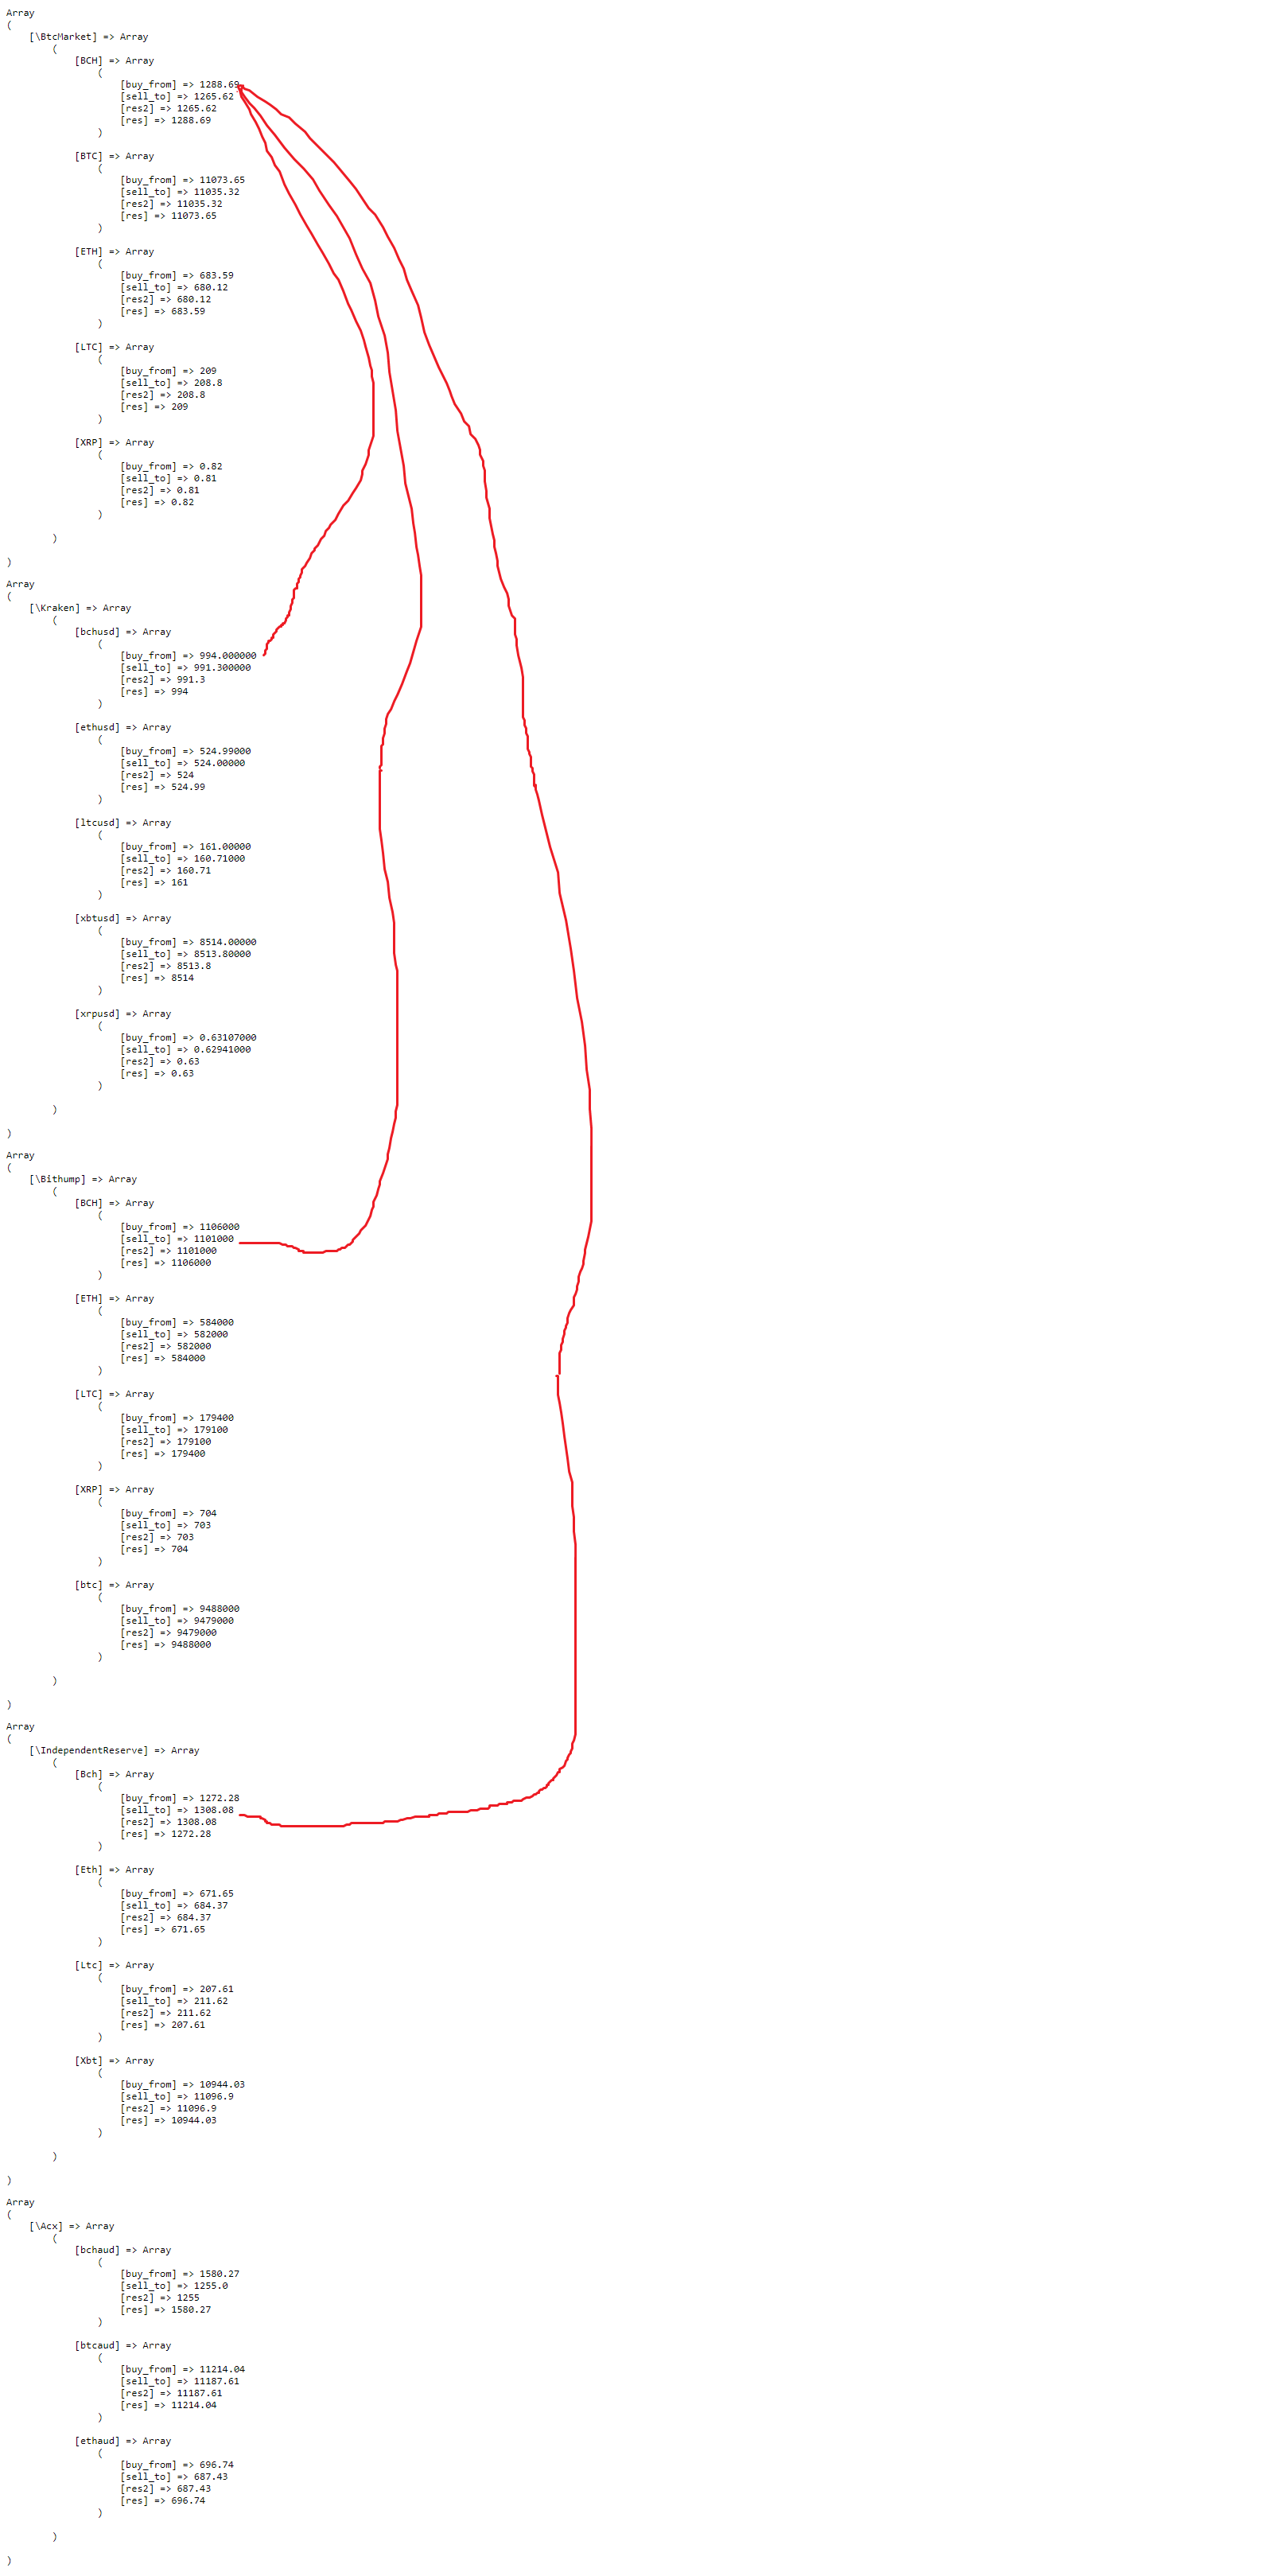 Array
(
[\BtcMarket] => Array
(
[BCH] => Array
(
[buy_from] => 1288.69
[sell_to] => 1265.62
[res2] => 1265.62
[res] => 1288.69
)
[BTC] => Array
(
[buy_from] => 11073.65
[sell_to] => 11035.32
[res2] => 11035.32
[res] => 11073.65
)
[ETH] => Array
(
[buy_from] => 683.59
[sell_to] => 680.12
[res2] => 680.12
[res] => 683.59
)
[LTC] => Array
(
[buy_from] => 209
[sell_to] => 208.8
[res2] => 208.8
[res] => 209
)
[XRP] => Array
(
[buy_from] => 0.82
[sell_to] => 0.81
[res2] => 0.81
[res] => 0.82
)
)
)
Array
(
[\Kraken] => Array
(
[bchusd] => Array
(
[buy_from] => 994.000000
[sell_to] => 991.300000
[res2] => 991.3
[res] => 994
)
[ethusd] => Array
(
[buy_from] => 524.99000
[sell_to] => 524.00000
[res2] => 524
[res] => 524.99
)
[ltcusd] => Array
(
[buy_from] => 161.00000
[sell_to] => 160.71000
[res2] => 160.71
[res] => 161
)
[xbtusd] => Array
(
[buy_from] => 8514.00000
[sell_to] => 8513.80000
[res2] => 8513.8
[res] => 8514
)
[xrpusd] => Array
(
[buy_from] => 0.63107000
[sell_to] => 0.62941000
[res2] => 0.63
[res] => 0.63
)
)
)
Array
(
[\Bithump] => Array
(
[BCH] => Array
(
[buy_from] => 1106000
[sell_to] => 1101000
[res2] => 1101000
[res] => 1106000
)
[ETH] => Array
(
[buy_from] => 584000
[sell_to] => 582000
[res2] => 582000
[res] => 584000
)
[LTC] => Array
(
[buy_from] => 179400
[sell_to] => 179100
[res2] => 179100
[res] => 179400
)
[XRP] => Array
(
[buy_from] => 704
[sell_to] => 703
[res2] => 703
[res] => 704
)
[btc] => Array
(
[buy_from] => 9488000
[sell_to] => 9479000
[res2] => 9479000
[res] => 9488000
)
)
)
Array
(
[\IndependentReserve] => Array
(
[Bch] => Array
(
[buy_from] => 1272.28
[sell_to] => 1308.08
[res2] => 1308.08
[res] => 1272.28
)
[Eth] => Array
(
[buy_from] => 671.65
[sell_to] => 684.37
[res2] => 684.37
[res] => 671.65
)
[Ltc] => Array
(
[buy_from] => 207.61
[sell_to] => 211.62
[res2] => 211.62
[res] => 207.61
)
[Xbt] => Array
(
[buy_from] => 10944.03
[sell_to] => 11096.9
[res2] => 11096.9
[res] => 10944.03
)
)
)
Array
(
[\Acx] => Array
(
[bchaud] => Array
(
[buy_from] => 1580.27
[sell_to] => 1255.0
[res2] => 1255
[res] => 1580.27
)
[btcaud] => Array
(
[buy_from] => 11214.04
[sell_to] => 11187.61
[res2] => 11187.61
[res] => 11214.04
)
[ethaud] => Array
(
[buy_from] => 696.74
[sell_to] => 687.43
[res2] => 687.43
[res] => 696.74
)
)
)